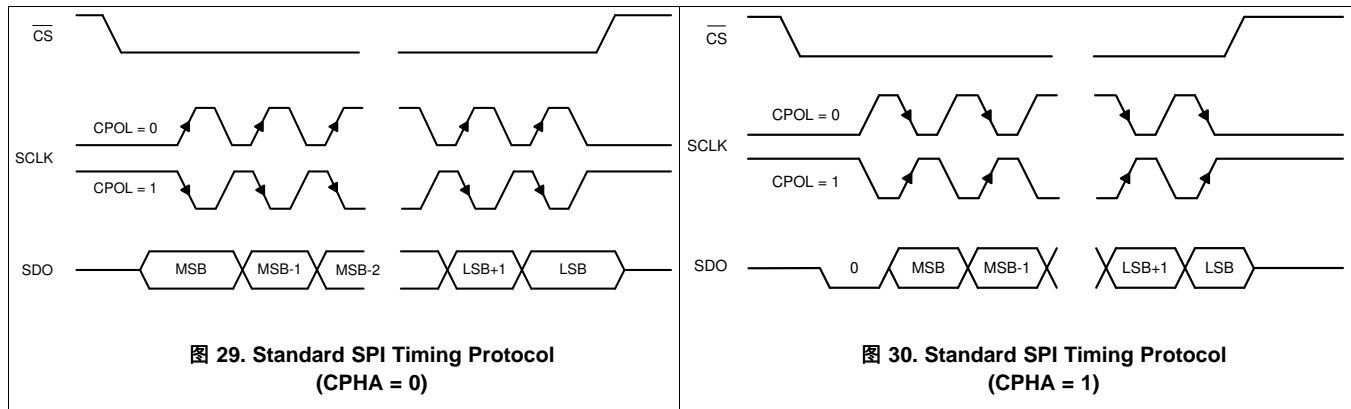 CS
CPOL = 0
SCLK
CPOL = 1
SDO
MSB
MSB-1
MSB-2
LSB+1
LSB
图 29. Standard SPI Timing Protocol
(CPHA = 0)
CS
CPOL = 0
SCLK
CPOL = 1
SDO
0
MSB
MSB-1
LSB+1
LSB
图 30. Standard SPI Timing Protocol
(CPHA = 1)